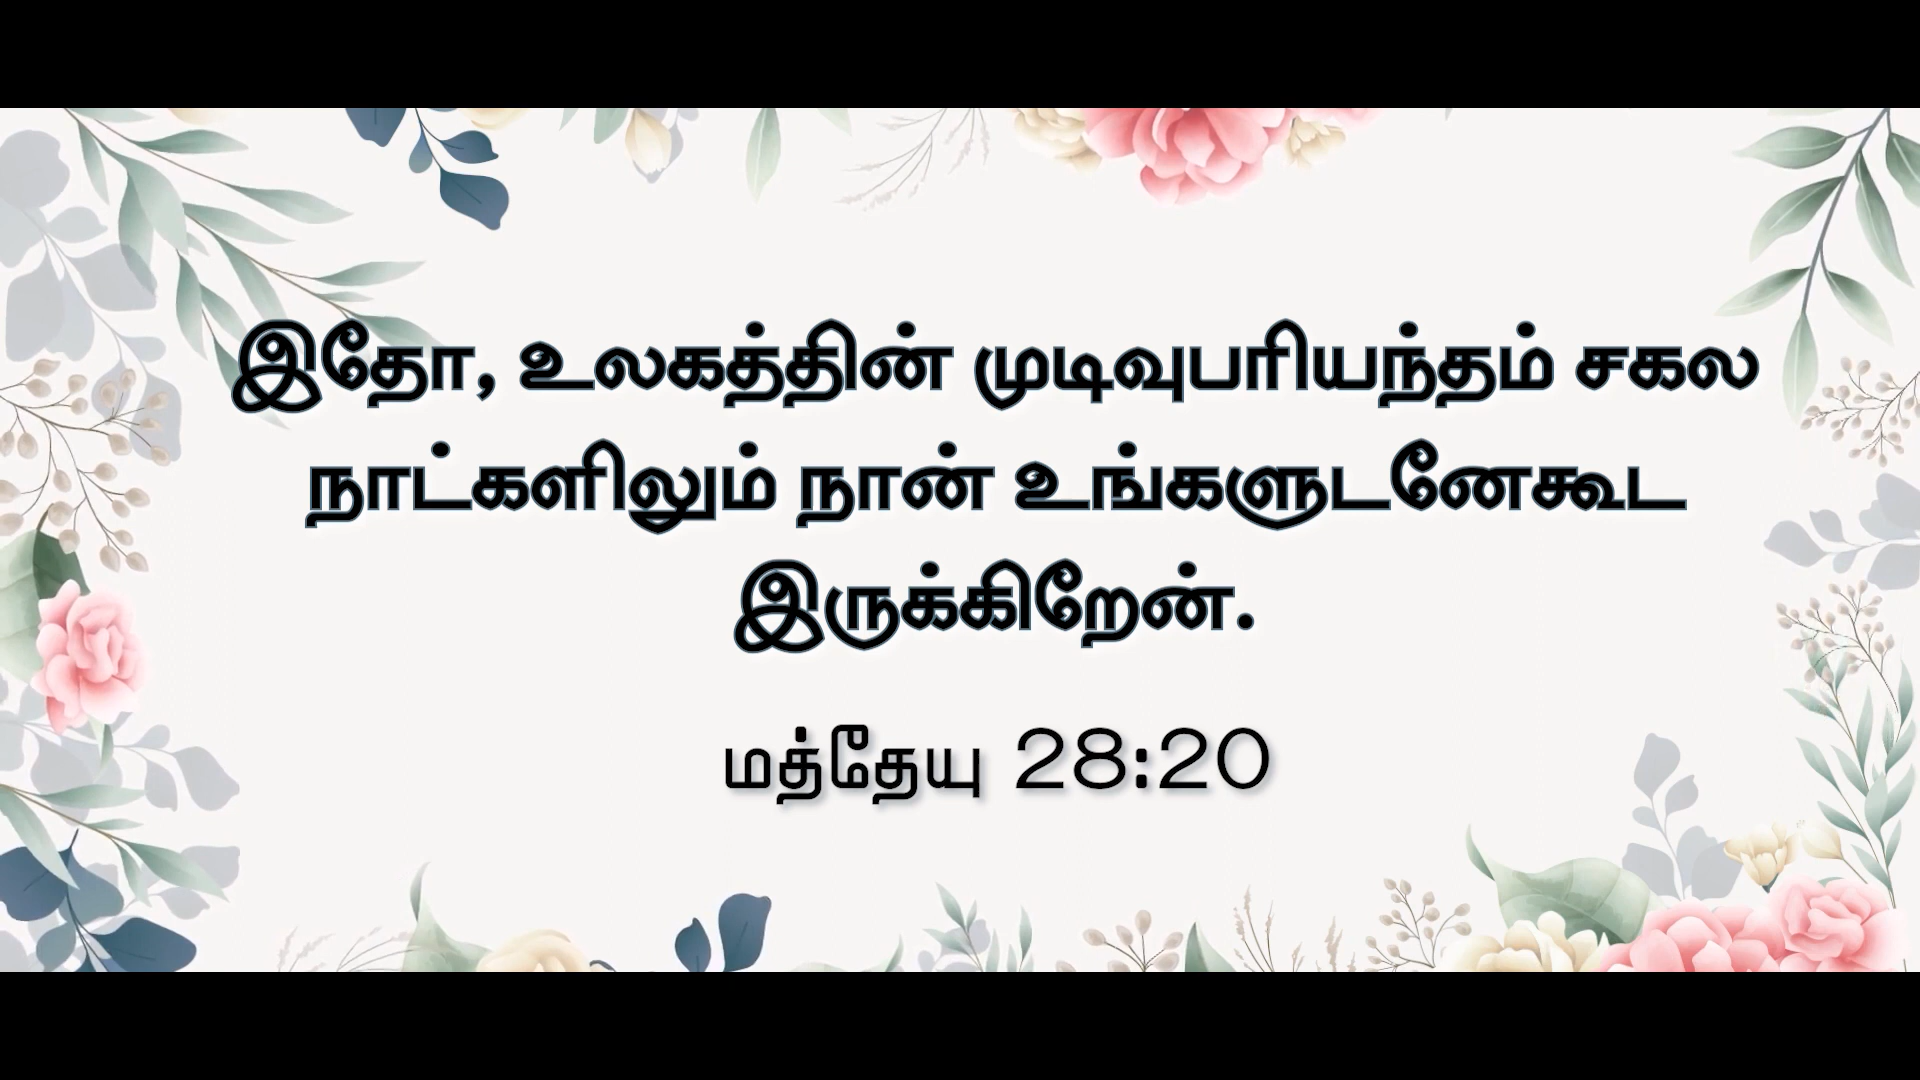 இதோ, உலகத்தின் முடிவுபரியந்தம் சகல
நாட்களிலும் நான் உங்களுடனேகூட
இருக்கிறேன்.
மத்தேயு 28:20